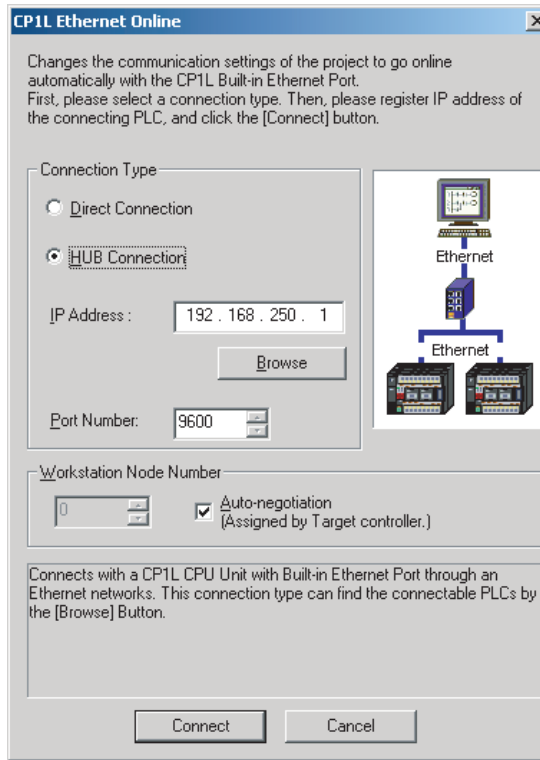 CP1L Ethernet Online
Changes the communication settings of the project to go online
automatically with the CP1L Built-in Ethernet Port.
First, please select a connection type. Then, please register IP address of
the connecting PLC, and click the [Connect] button.
Connection Type
Direct Connection
HUB Connection
IP Address :
192 . 168 . 250 . 1
Browse
Port Number:
9600
Ethernet
Ethernet
Workstation Node Number
0
Auto-negotiation
(Assigned by Target controller.)
Connects with a CP1L CPU Unit with Built-in Ethernet Port through an
Ethernet networks. This connection type can find the connectable PLCs by
the [Browse] Button.
Connect
Cancel